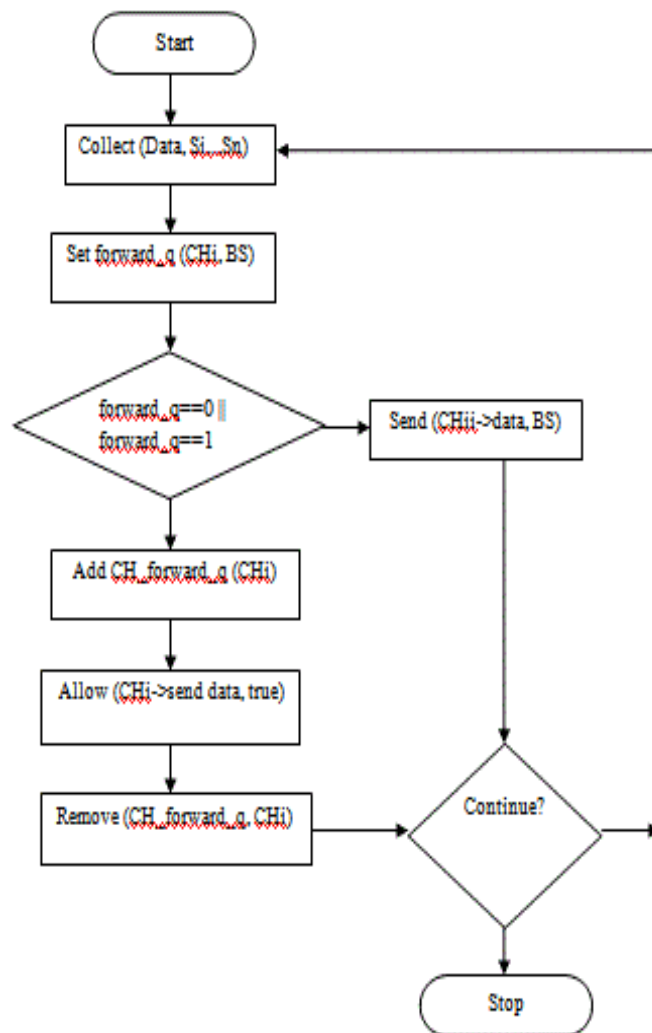 Start
Collect (Data, Si,..Sn)
Set forward_q (CHi, BS)
forward_q==0 ||
forward_q==1
Send (CHii->data, BS)
Add CH_forward_q (CHi)
Allow (CHi->send data, true)
Remove (CH_forward_q, CHi)
Continue?
Stop